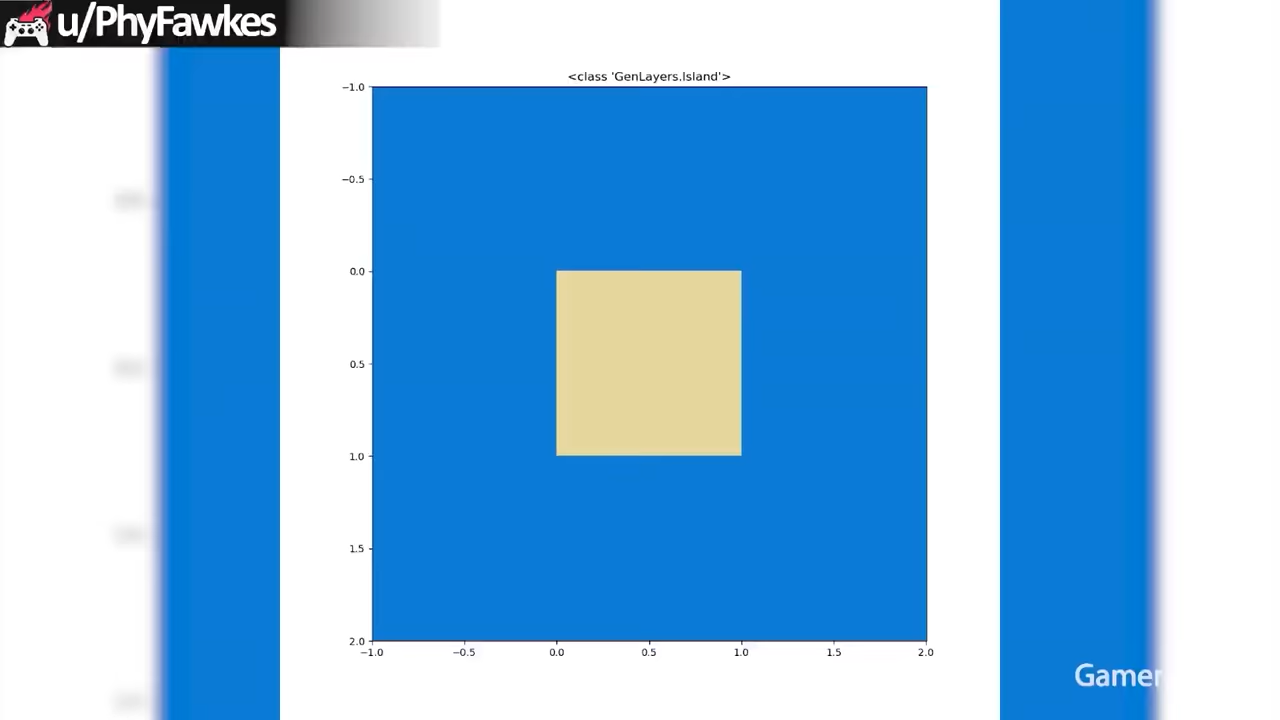 u/PhyFawkes
<class 'GenLayers.Island'>
−1.0
−0.5
0.0
0.5
1.0
1.5
2.0
−1.0 −0.5 0.0 0.5 1.0 1.5 2.0
Gamer